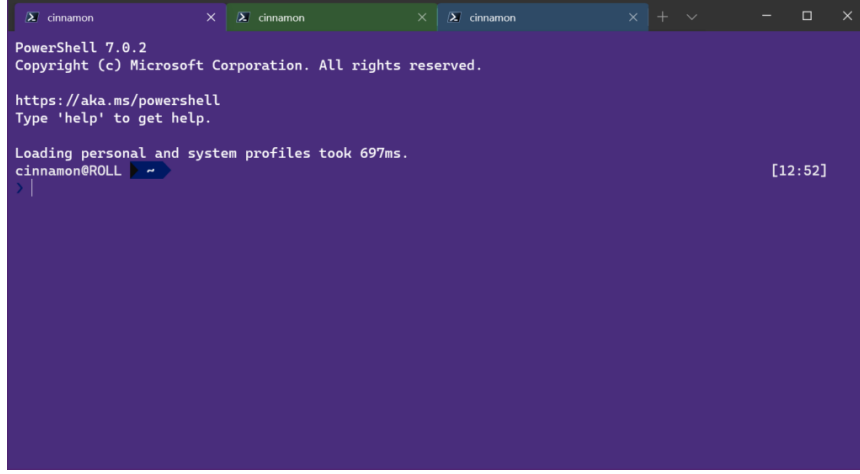 cinnamon
cinnamon
cinnamon
PowerShell 7.0.2
Copyright (c) Microsoft Corporation. All rights reserved.
https://aka.ms/powershell
Type 'help' to get help.
Loading personal and system profiles took 697ms.
cinnamon@ROLL ~ [12:52]
❯